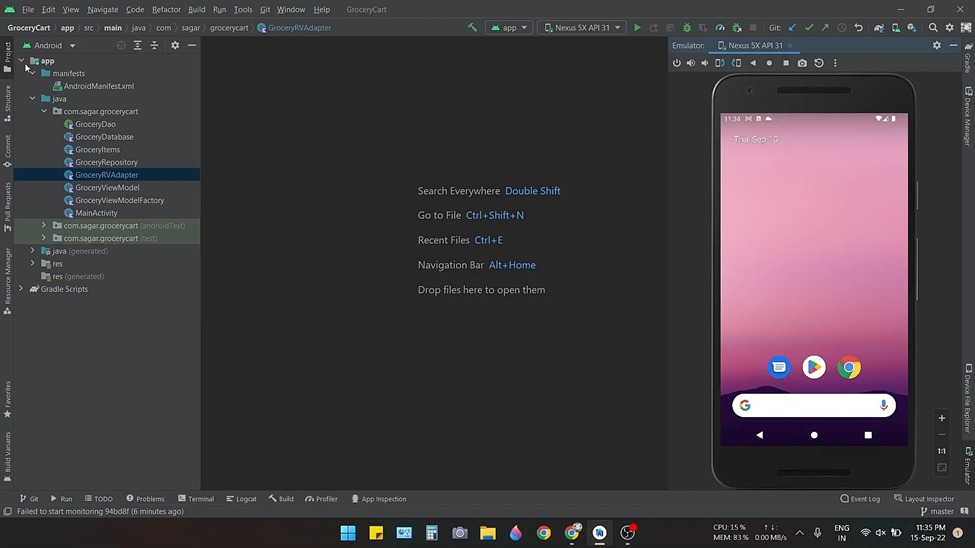 File Edit View Navigate Code Refactor Build Run Tools Git Window Help GroceryCart
GroceryCart app src main java com sagar grocerycart GroceryRVAdapter app Nexus 5X API 31 Git:
Android
Emulator: Nexus 5X API 31
app
manifests
AndroidManifest.xml
java
com.sagar.grocerycart
GroceryDao
GroceryDatabase
GroceryItems
GroceryRepository
GroceryRVAdapter
GroceryViewModel
GroceryViewModelFactory
MainActivity
com.sagar.grocerycart (androidTest)
com.sagar.grocerycart (test)
java (generated)
res
res (generated)
Gradle Scripts
Project
Structure
Commit
Pull Requests
Resource Manager
Favorites
Build Variants
Search Everywhere Double Shift
Go to File Ctrl+Shift+N
Recent Files Ctrl+E
Navigation Bar Alt+Home
Drop files here to open them
11:34
Thu, Sep 15
1:1
Gradle
Device Manager
Device File Explorer
Emulator
Git Run TODO Problems Terminal Logcat Build Profiler App Inspection Event Log Layout Inspector
Failed to start monitoring 94bd8f (6 minutes ago) master
CPU: 15 %
MEM: 83 %
0.00 MB/s
ENG
IN
11:35 PM
15-Sep-22